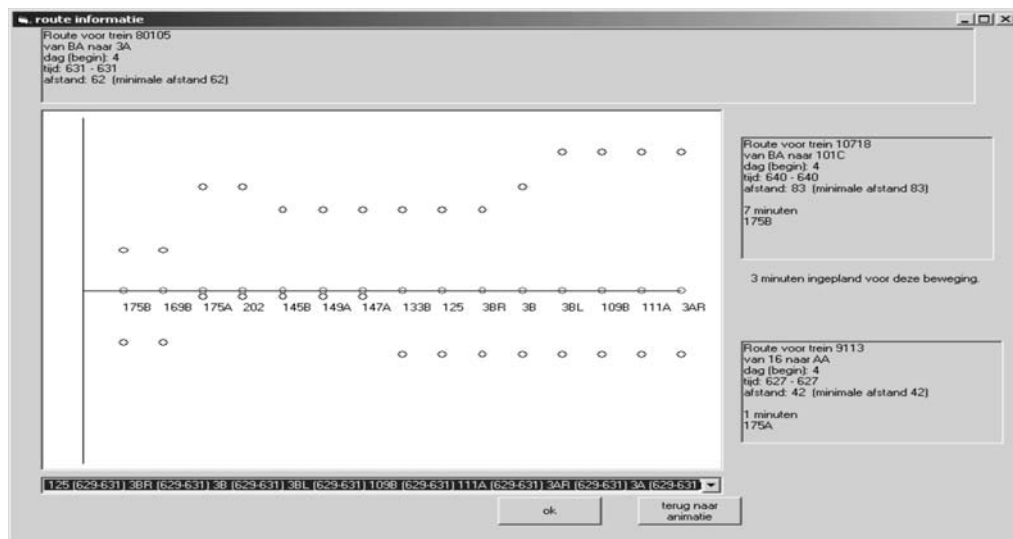 route informatie
Route voor trein 80105
van BA naar 3A
dag (begin): 4
tijd: 631 - 631
afstand: 62 (minimale afstand 62)
Route voor trein 10718
van BA naar 101C
dag (begin): 4
tijd: 640 - 640
afstand: 83 (minimale afstand 83)
7 minuten
175B
3 minuten ingepland voor deze beweging.
175B 169B 175A 202 145B 149A 147A 133B 125 3BR 3B 3BL 109B 111A 3AR
Route voor trein 9113
van 16 naar AA
dag (begin): 4
tijd: 627 - 627
afstand: 42 (minimale afstand 42)
1 minuten
175A
125 (629-631) 3BR (629-631) 3B (629-631) 3BL (629-631) 109B (629-631) 111A (629-631) 3AR (629-631) 3A (629-631)
ok
terug naar
animatie